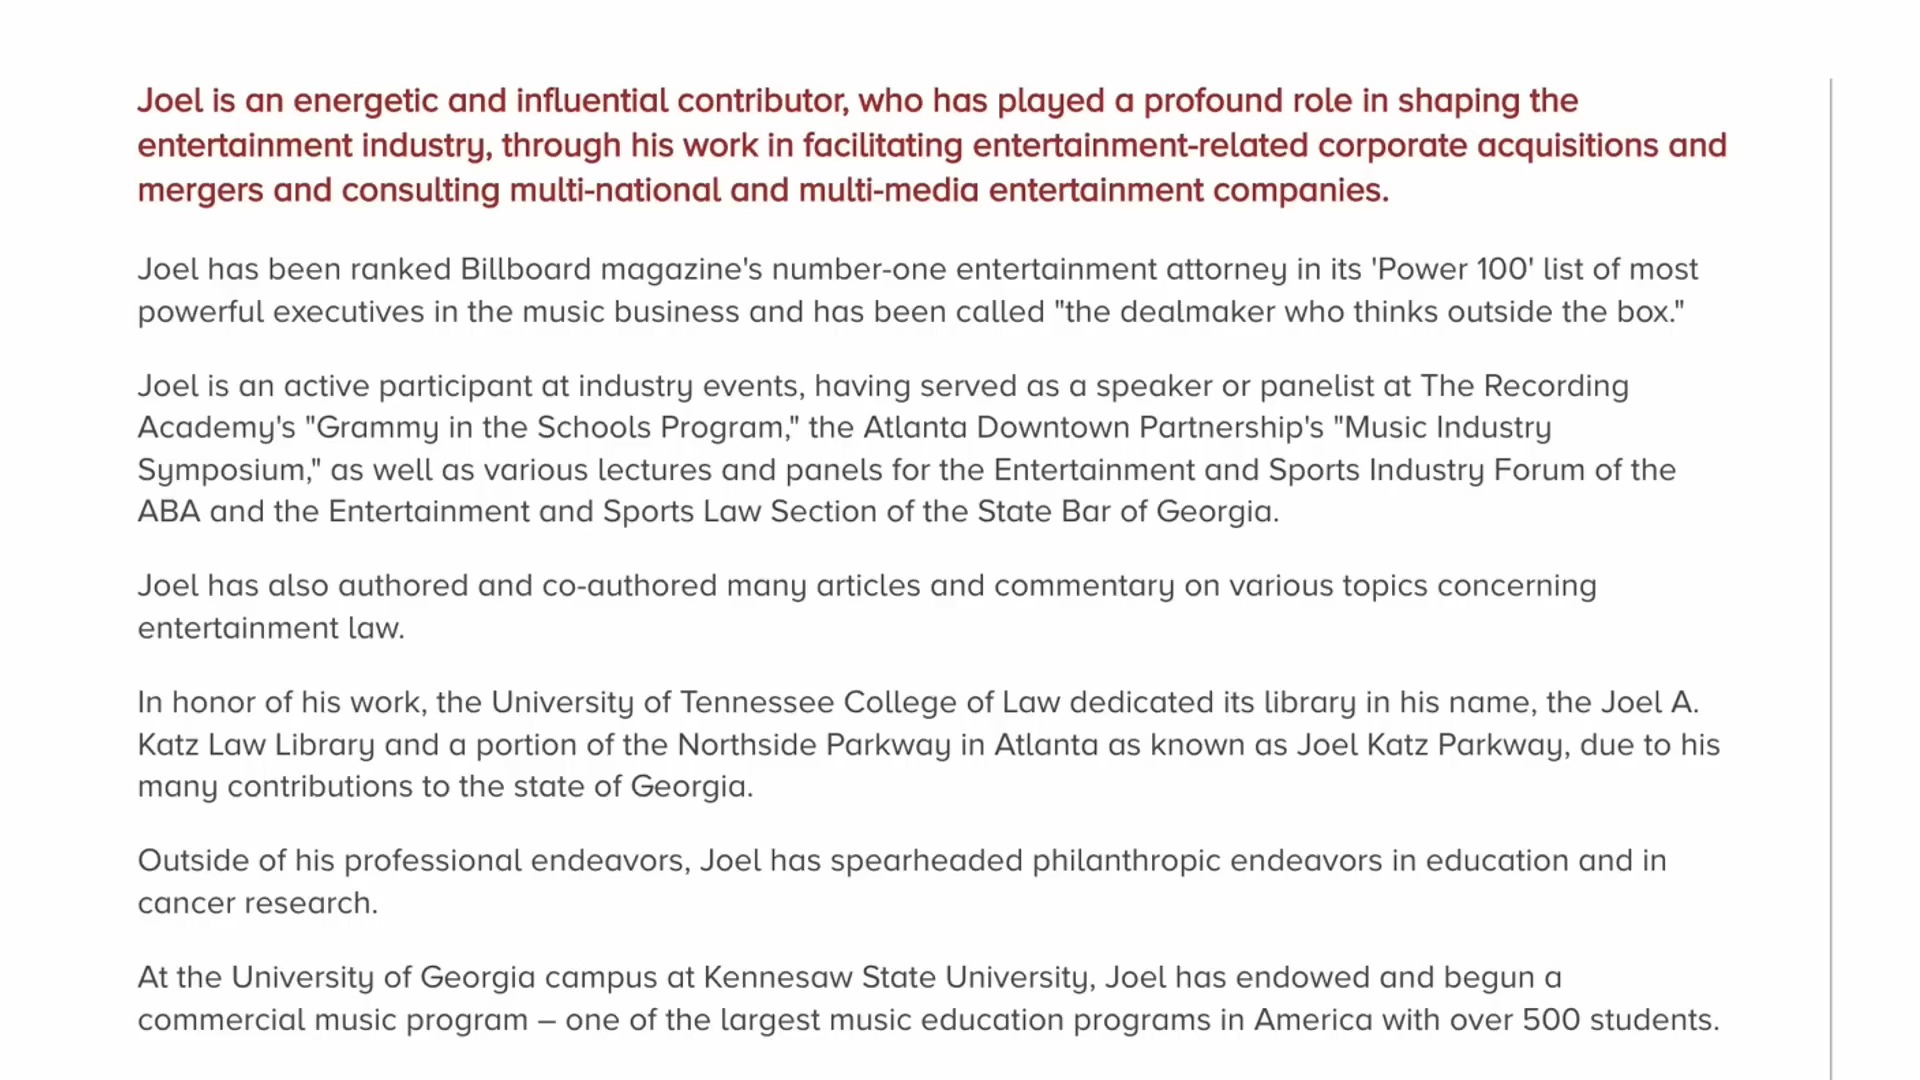 Joel is an energetic and influential contributor, who has played a profound role in shaping the
entertainment industry, through his work in facilitating entertainment-related corporate acquisitions and
mergers and consulting multi-national and multi-media entertainment companies.
Joel has been ranked Billboard magazine's number-one entertainment attorney in its 'Power 100' list of most
powerful executives in the music business and has been called "the dealmaker who thinks outside the box."
Joel is an active participant at industry events, having served as a speaker or panelist at The Recording
Academy's "Grammy in the Schools Program," the Atlanta Downtown Partnership's "Music Industry
Symposium," as well as various lectures and panels for the Entertainment and Sports Industry Forum of the
ABA and the Entertainment and Sports Law Section of the State Bar of Georgia.
Joel has also authored and co-authored many articles and commentary on various topics concerning
entertainment law.
In honor of his work, the University of Tennessee College of Law dedicated its library in his name, the Joel A.
Katz Law Library and a portion of the Northside Parkway in Atlanta as known as Joel Katz Parkway, due to his
many contributions to the state of Georgia.
Outside of his professional endeavors, Joel has spearheaded philanthropic endeavors in education and in
cancer research.
At the University of Georgia campus at Kennesaw State University, Joel has endowed and begun a
commercial music program – one of the largest music education programs in America with over 500 students.